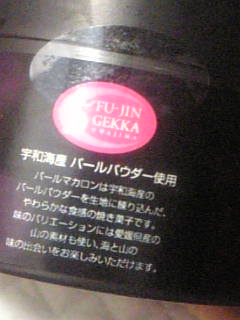 FU-JIN
GEKKA
UWAJIMA
宇和海産 パールパウダー使用
パールマカロンは宇和海産の
パールパウダーを生地に練り込んだ、
やわらかな食感の焼き菓子です。
味のバリエーションには愛媛県産の
山の素材も使い、海と山の
味の出会いをお楽しみいただけます。